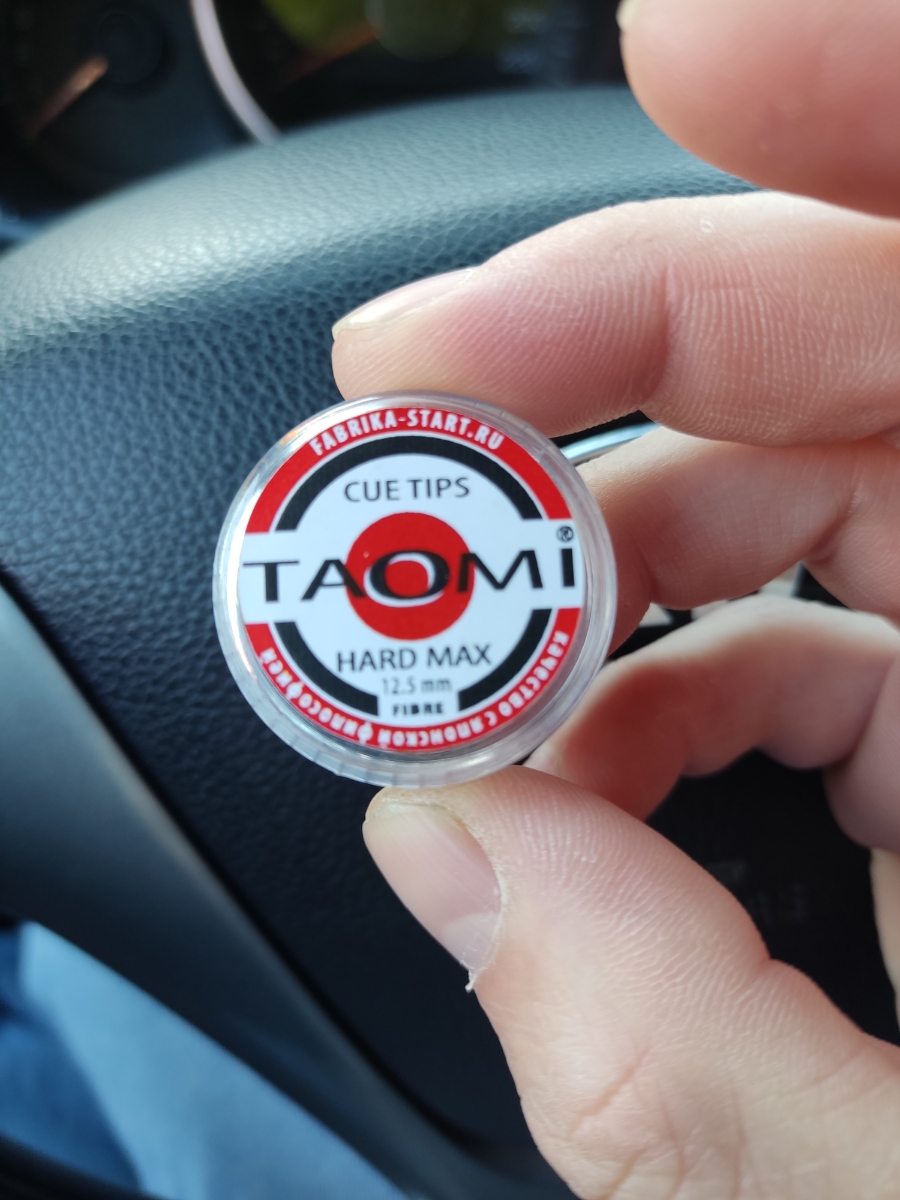 FABRIKA-START.RU
CUE TIPS
TAOMI®
HARD MAX
12.5 mm
FIBRE
качество с японской философией